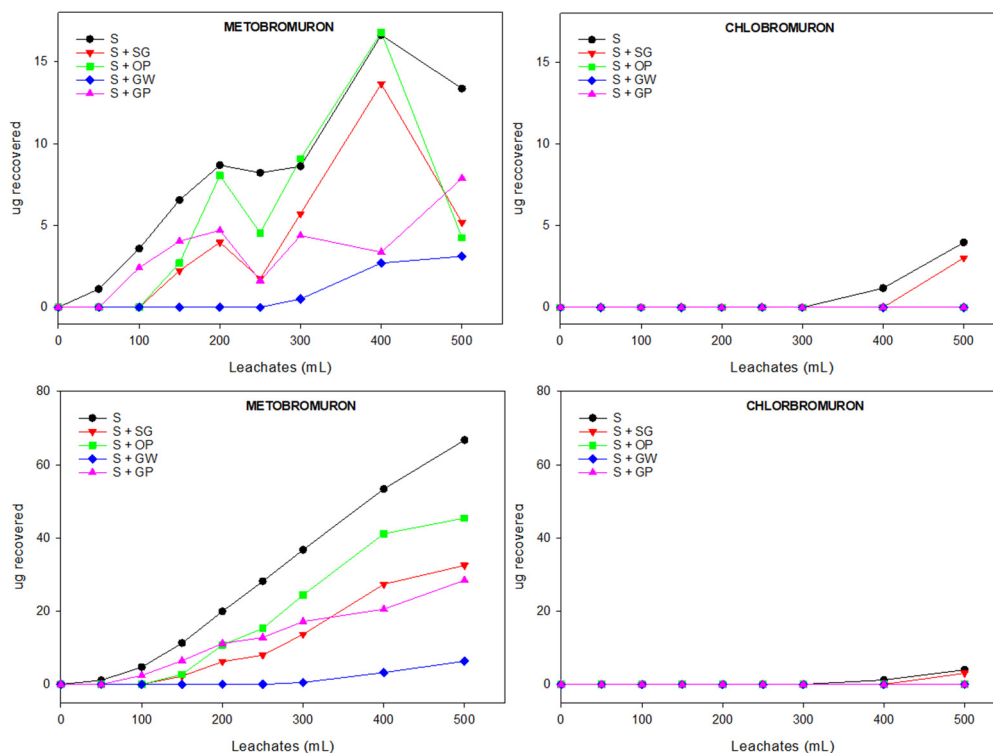 METOBROMURON
S
S + SG
S + OP
S + GW
S + GP
15
10
5
0
ug recovered
0 100 200 300 400 500
Leachates (mL)
CHLOBROMURON
S
S + SG
S + OP
S + GW
S + GP
15
10
5
0
ug recovered
0 100 200 300 400 500
Leachates (mL)
METOBROMURON
S
S + SG
S + OP
S + GW
S + GP
80
60
40
20
0
ug recovered
0 100 200 300 400 500
Leachates (mL)
CHLORBROMURON
S
S + SG
S + OP
S + GW
S + GP
80
60
40
20
0
ug recovered
0 100 200 300 400 500
Leachates (mL)